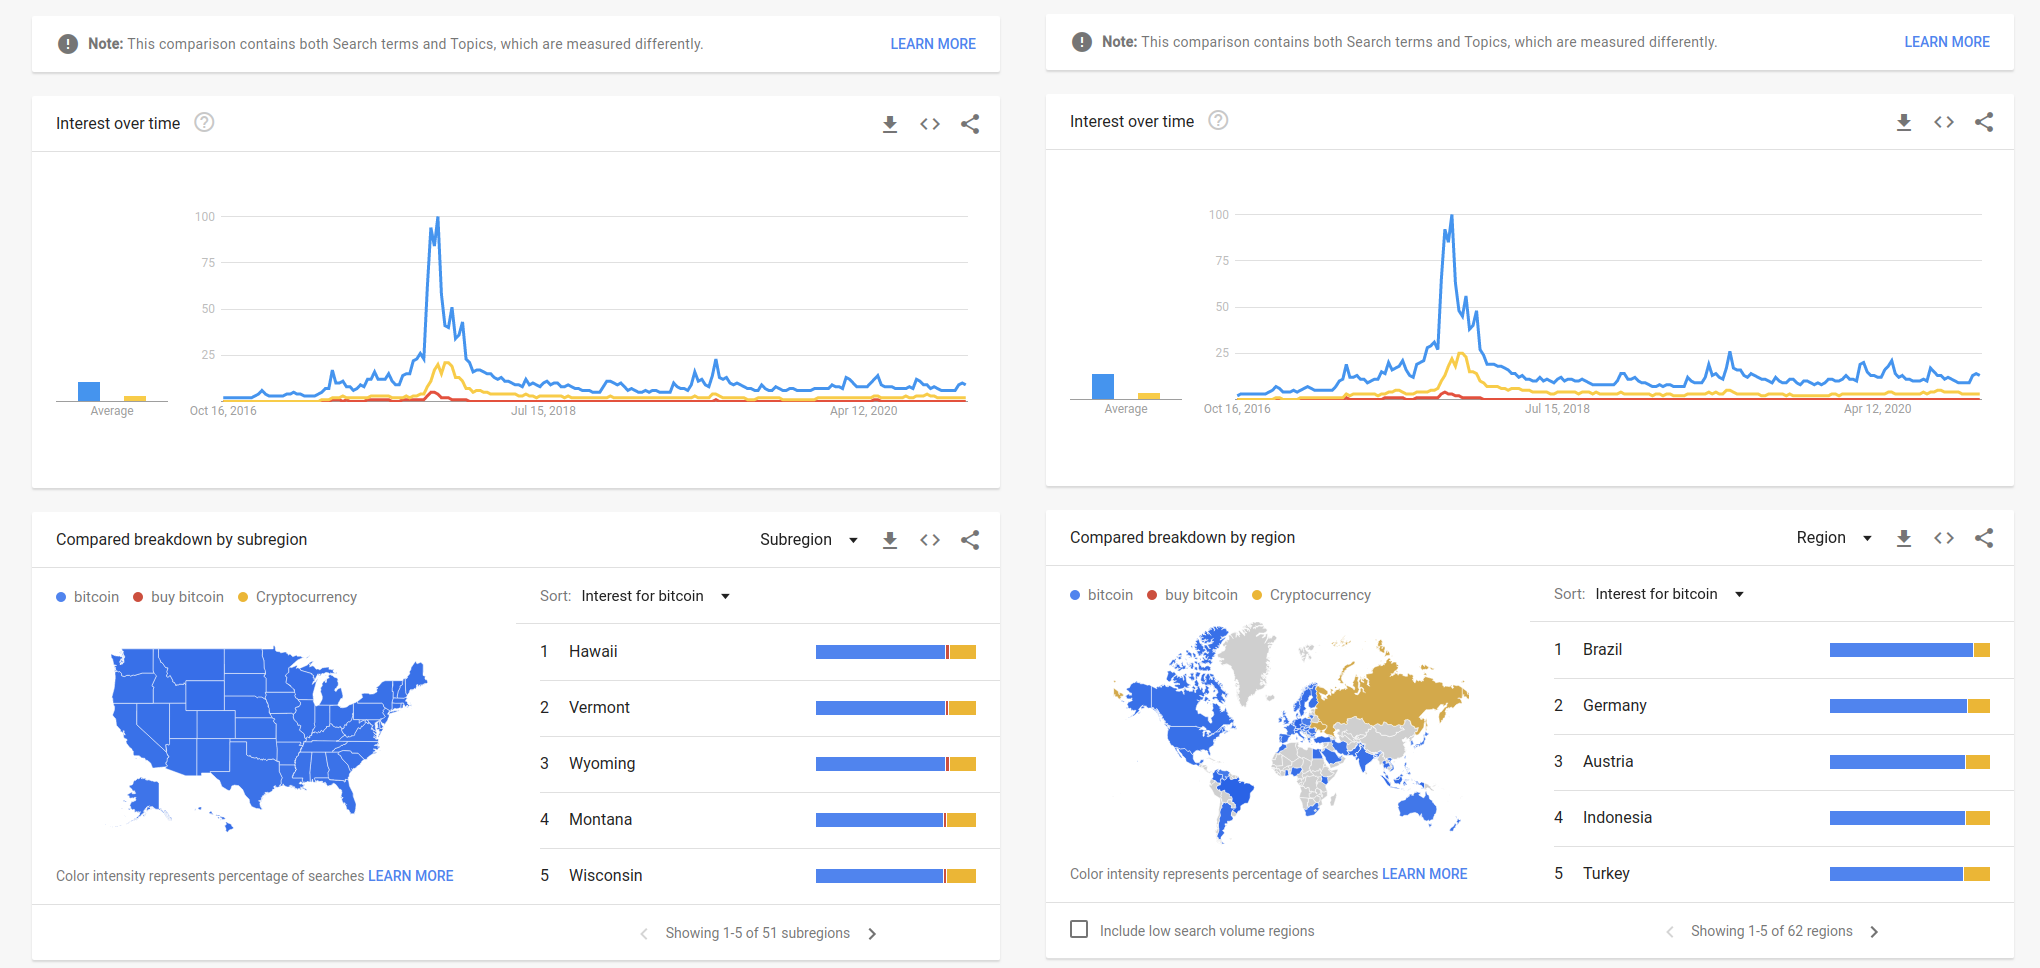 Note: This comparison contains both Search terms and Topics, which are measured differently.
LEARN MORE
Interest over time
100
75
50
25
Average
Oct 16, 2016
Jul 15, 2018
Apr 12, 2020
Compared breakdown by subregion
Subregion
bitcoin
buy bitcoin
Cryptocurrency
Sort: Interest for bitcoin
1 Hawaii
2 Vermont
3 Wyoming
4 Montana
5 Wisconsin
Color intensity represents percentage of searches LEARN MORE
Showing 1-5 of 51 subregions
Note: This comparison contains both Search terms and Topics, which are measured differently.
LEARN MORE
Interest over time
100
75
50
25
Average
Oct 16, 2016
Jul 15, 2018
Apr 12, 2020
Compared breakdown by region
Region
bitcoin
buy bitcoin
Cryptocurrency
Sort: Interest for bitcoin
1 Brazil
2 Germany
3 Austria
4 Indonesia
5 Turkey
Color intensity represents percentage of searches LEARN MORE
Include low search volume regions
Showing 1-5 of 62 regions